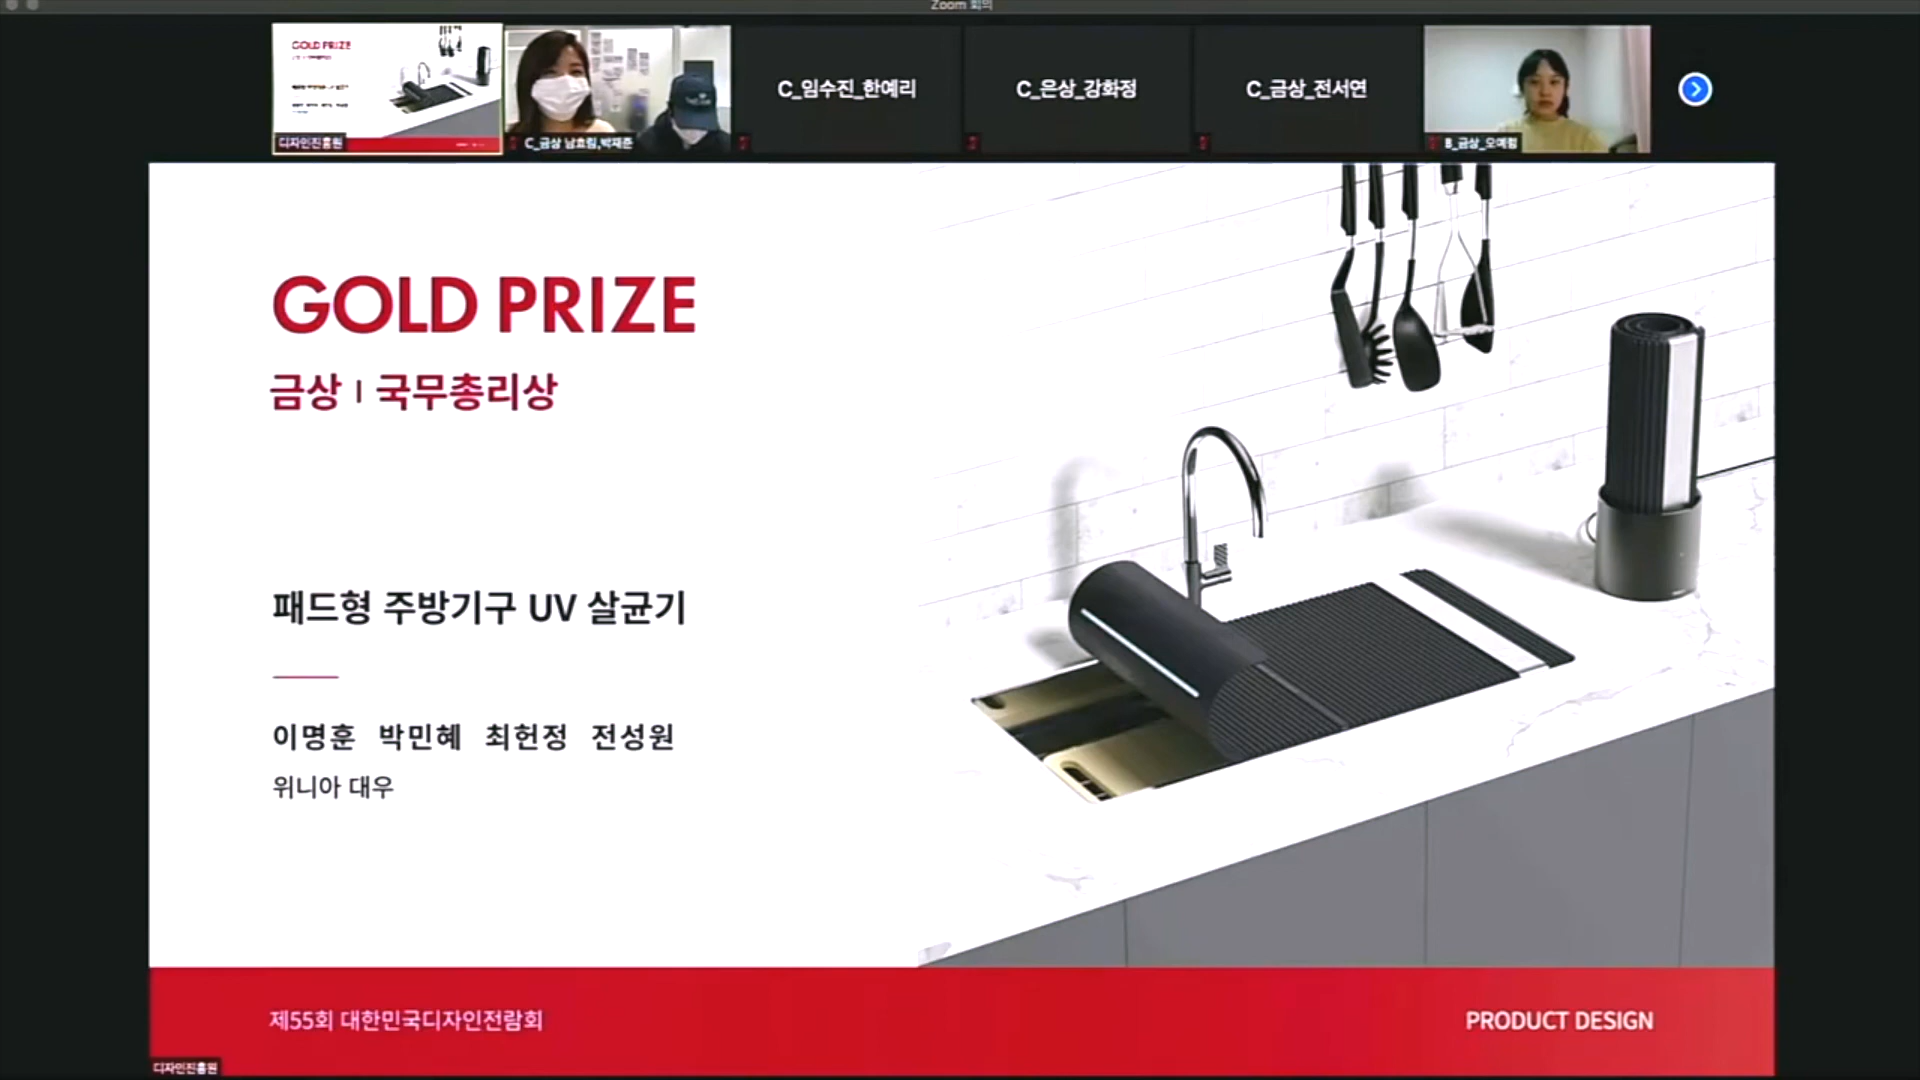 Zoom 회의
GOLD PRIZE
디자인진흥원
C_금상 남효림,박재준
C_임수진_한예리
C_은상_강화정
C_금상_전서연
B_금상_오예림
GOLD PRIZE
금상 | 국무총리상
패드형 주방기구 UV 살균기
이명훈 박민혜 최헌정 전성원
위니아 대우
제55회 대한민국디자인전람회
PRODUCT DESIGN
디자인진흥원